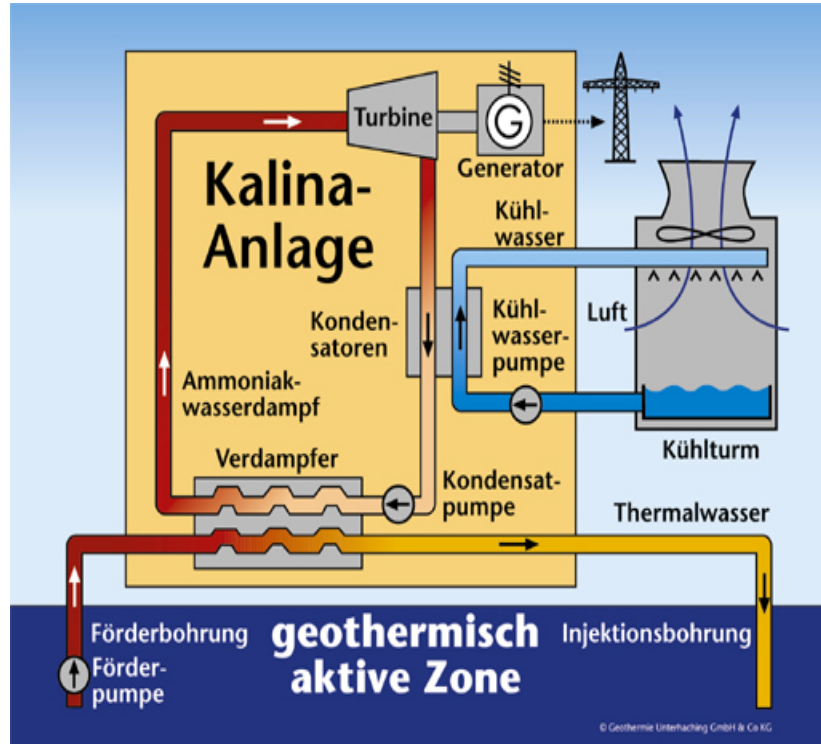 Turbine
G
Generator
Kalina-
Anlage
Kühl-
wasser
Konden-
satoren
Kühl-
wasser-
pumpe
Luft
Ammoniak-
wasserdampf
Kühlturm
Verdampfer
Kondensat-
pumpe
Thermalwasser
Förderbohrung
geothermisch
aktive Zone
Injektionsbohrung
Förder-
pumpe
© Geothermie Unterhaching GmbH & Co KG